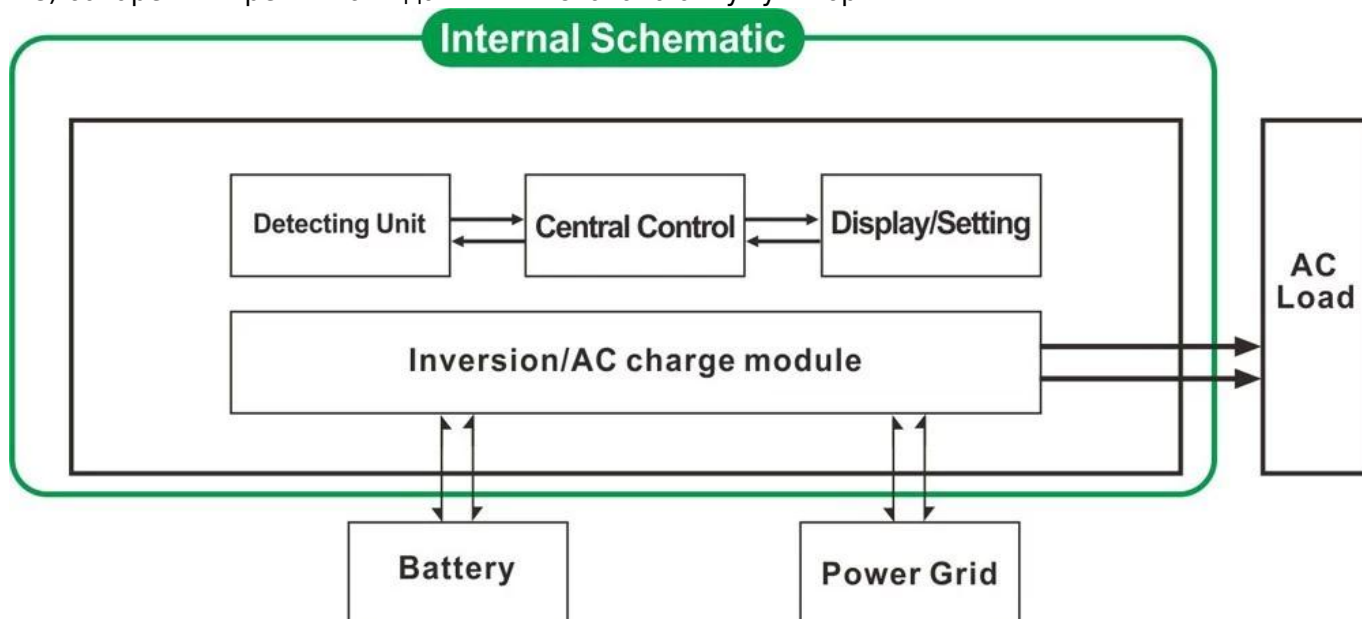 Internal Schematic
Detecting Unit
Central Control
Display/Setting
AC
Load
Inversion/AC charge module
Battery
Power Grid